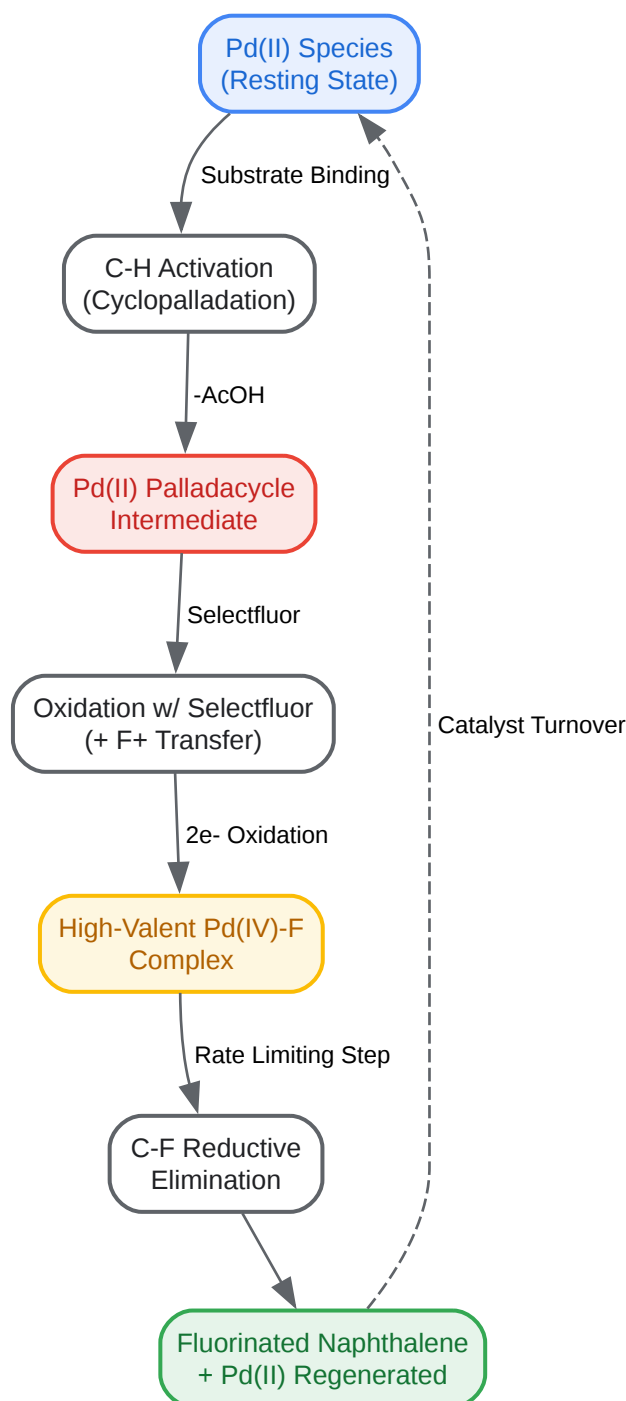 Pd(II) Species
(Resting State)
Substrate Binding
C-H Activation
(Cyclopalladation)
-AcOH
Pd(II) Palladacycle
Intermediate
Selectfluor
Oxidation w/ Selectfluor
(+ F+ Transfer)
Catalyst Turnover
2e- Oxidation
High-Valent Pd(IV)-F
Complex
Rate Limiting Step
C-F Reductive
Elimination
Fluorinated Naphthalene
+ Pd(II) Regenerated